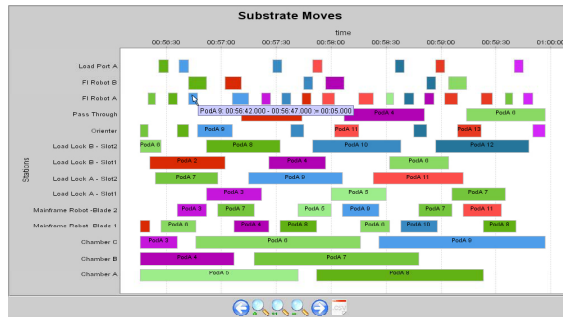 Substrate Moves
time
00:56:30 00:57:00 00:57:30 00:58:00 00:58:30 00:59:00 00:59:30 01:00:00
Stations
Load Port A
FI Robot B
FI Robot A
PodA 9: 00:56:42.000 - 00:56:47.000 := 00:05.000
Pass Through PodA 4 PodA 6
Orienter PodA 9 PodA 11 PodA 13
Load Lock B - Slot2 PodA 6 PodA 8 PodA 10 PodA 12
Load Lock B - Slot1 PodA 2 PodA 4 PodA 6
Load Lock A - Slot2 PodA 7 PodA 9 PodA 11
Load Lock A - Slot1 PodA 3 PodA 5 PodA 7
Mainframe Robot -Blade 2 PodA 3 PodA 7 PodA 5 PodA 9 PodA 7 PodA 11
Mainframe Robot -Blade 1 PodA 6 PodA 4 PodA 8 PodA 6 PodA 10 PodA 8
Chamber C PodA 3 PodA 6 PodA 9
Chamber B PodA 4 PodA 7
Chamber A PodA 5 PodA 8